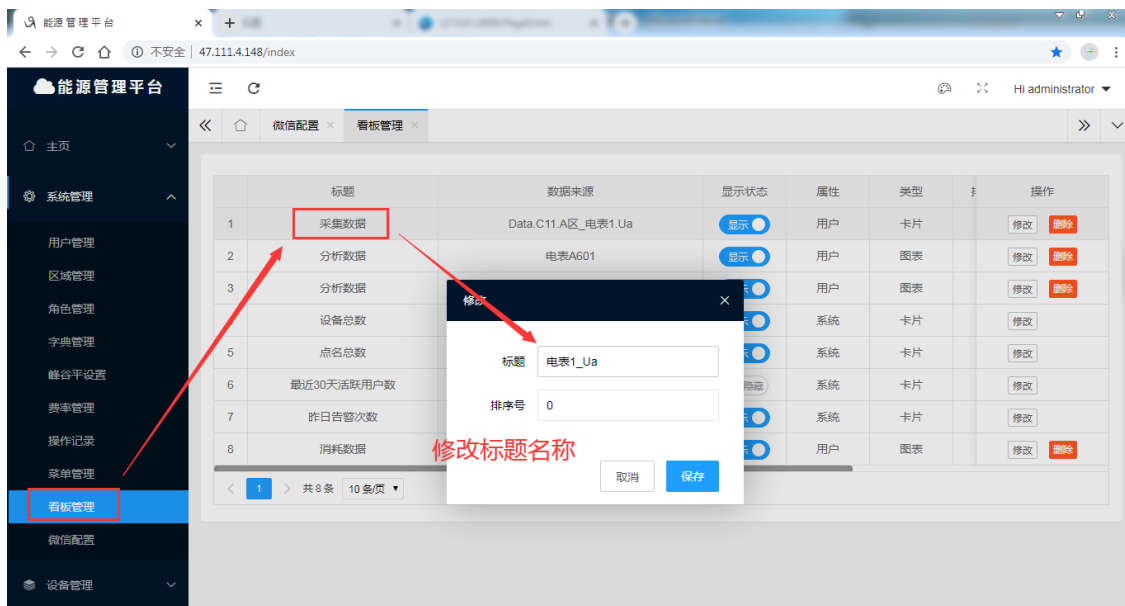 能源管理平台
不安全 47.111.4.148/index
能源管理平台
Hi administrator
微信配置 看板管理
主页
系统管理
用户管理
区域管理
角色管理
字典管理
峰谷平设置
费率管理
操作记录
菜单管理
看板管理
微信配置
设备管理
标题 数据来源 显示状态 属性 类型 操作
1 采集数据 Data.C11.A区_电表1.Ua 显示 用户 卡片 修改 删除
2 分析数据 电表A601 显示 用户 图表 修改 删除
3 分析数据 用户 图表 修改 删除
设备总数 系统 卡片 修改
5 点名总数 系统 卡片 修改
6 最近30天活跃用户数 隐藏 系统 卡片 修改
7 昨日告警次数 系统 卡片 修改
8 消耗数据 用户 图表 修改 删除
1 共 8 条 10 条/页
修改
标题 电表1_Ua
排序号 0
修改标题名称
取消 保存